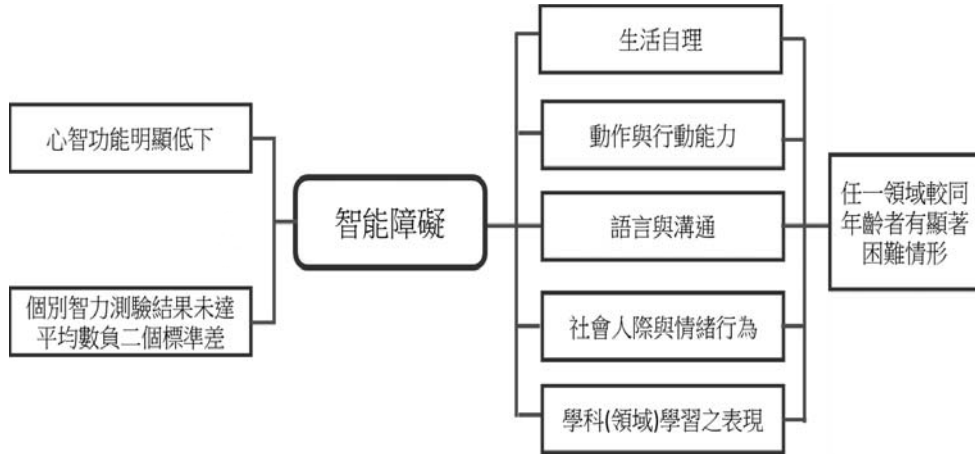 心智功能明顯低下
個別智力測驗結果未達
平均數負二個標準差
智能障礙
生活自理
動作與行動能力
語言與溝通
社會人際與情緒行為
學科(領域)學習之表現
任一領域較同
年齡者有顯著
困難情形